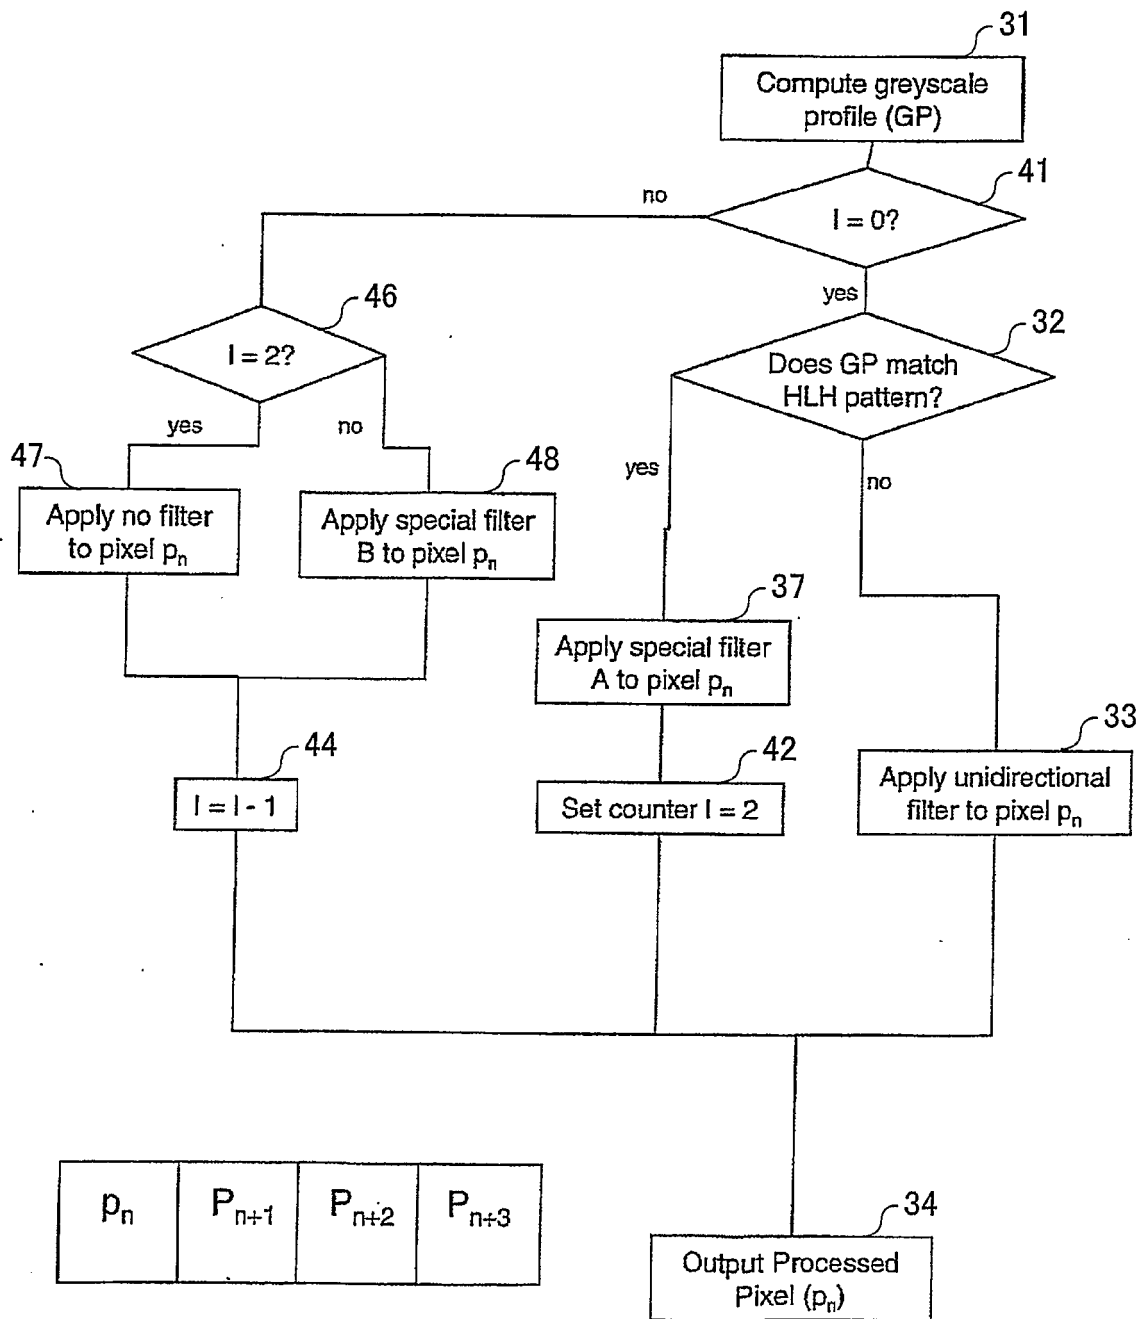 31
Compute greyscale
profile (GP)
41
no
I = 0?
yes
46
I = 2?
32
Does GP match
HLH pattern?
yes
no
yes
no
47
Apply no filter
to pixel pn
48
Apply special filter
B to pixel pn
37
Apply special filter
A to pixel pn
44
I = I - 1
42
Set counter I = 2
33
Apply unidirectional
filter to pixel pn
pn Pn+1 Pn+2 Pn+3
34
Output Processed
Pixel (pn)